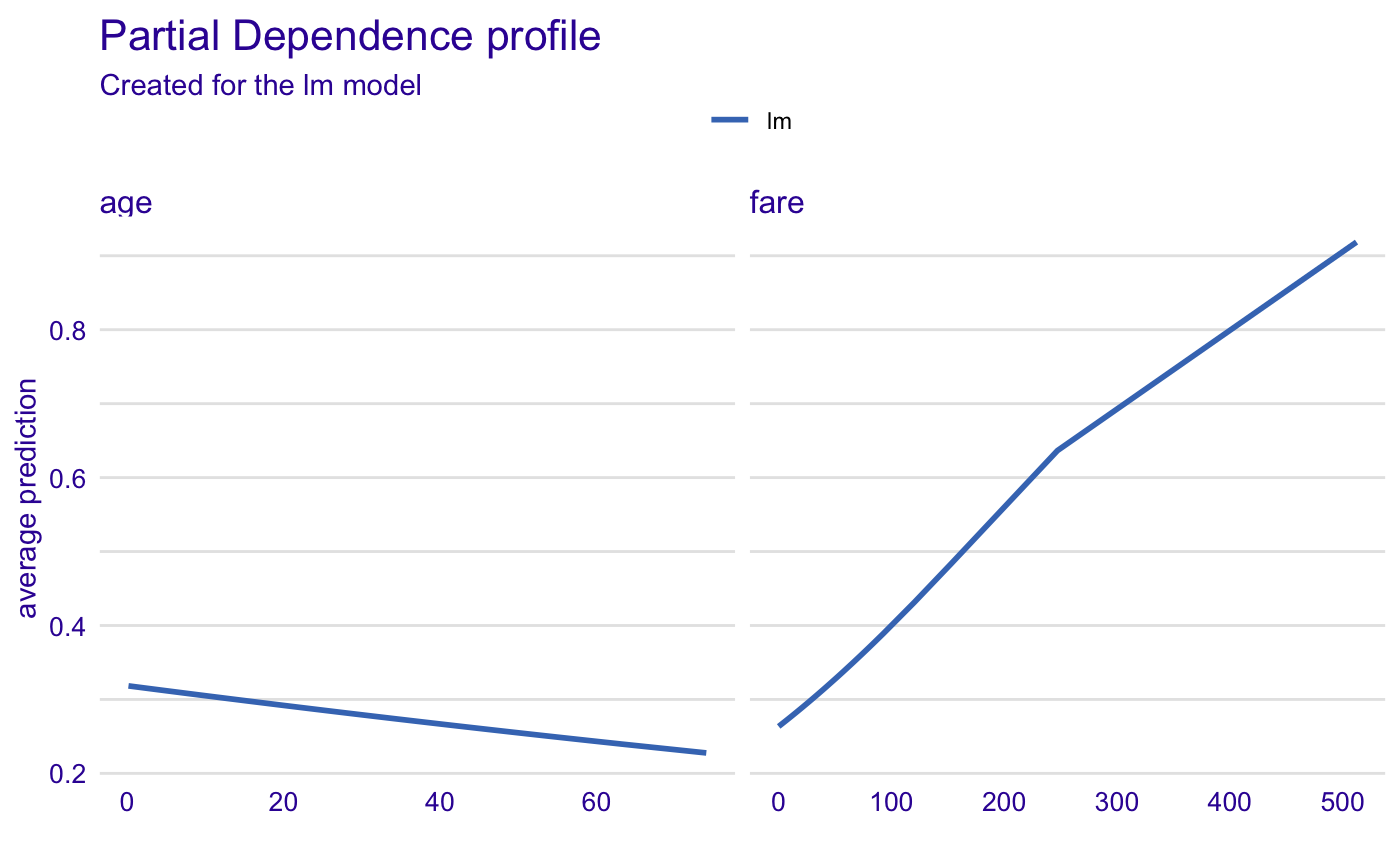 Partial Dependence profile
Created for the lm model
lm
age
fare
average prediction
0.8
0.6
0.4
0.2
0 20 40 60
0 100 200 300 400 500